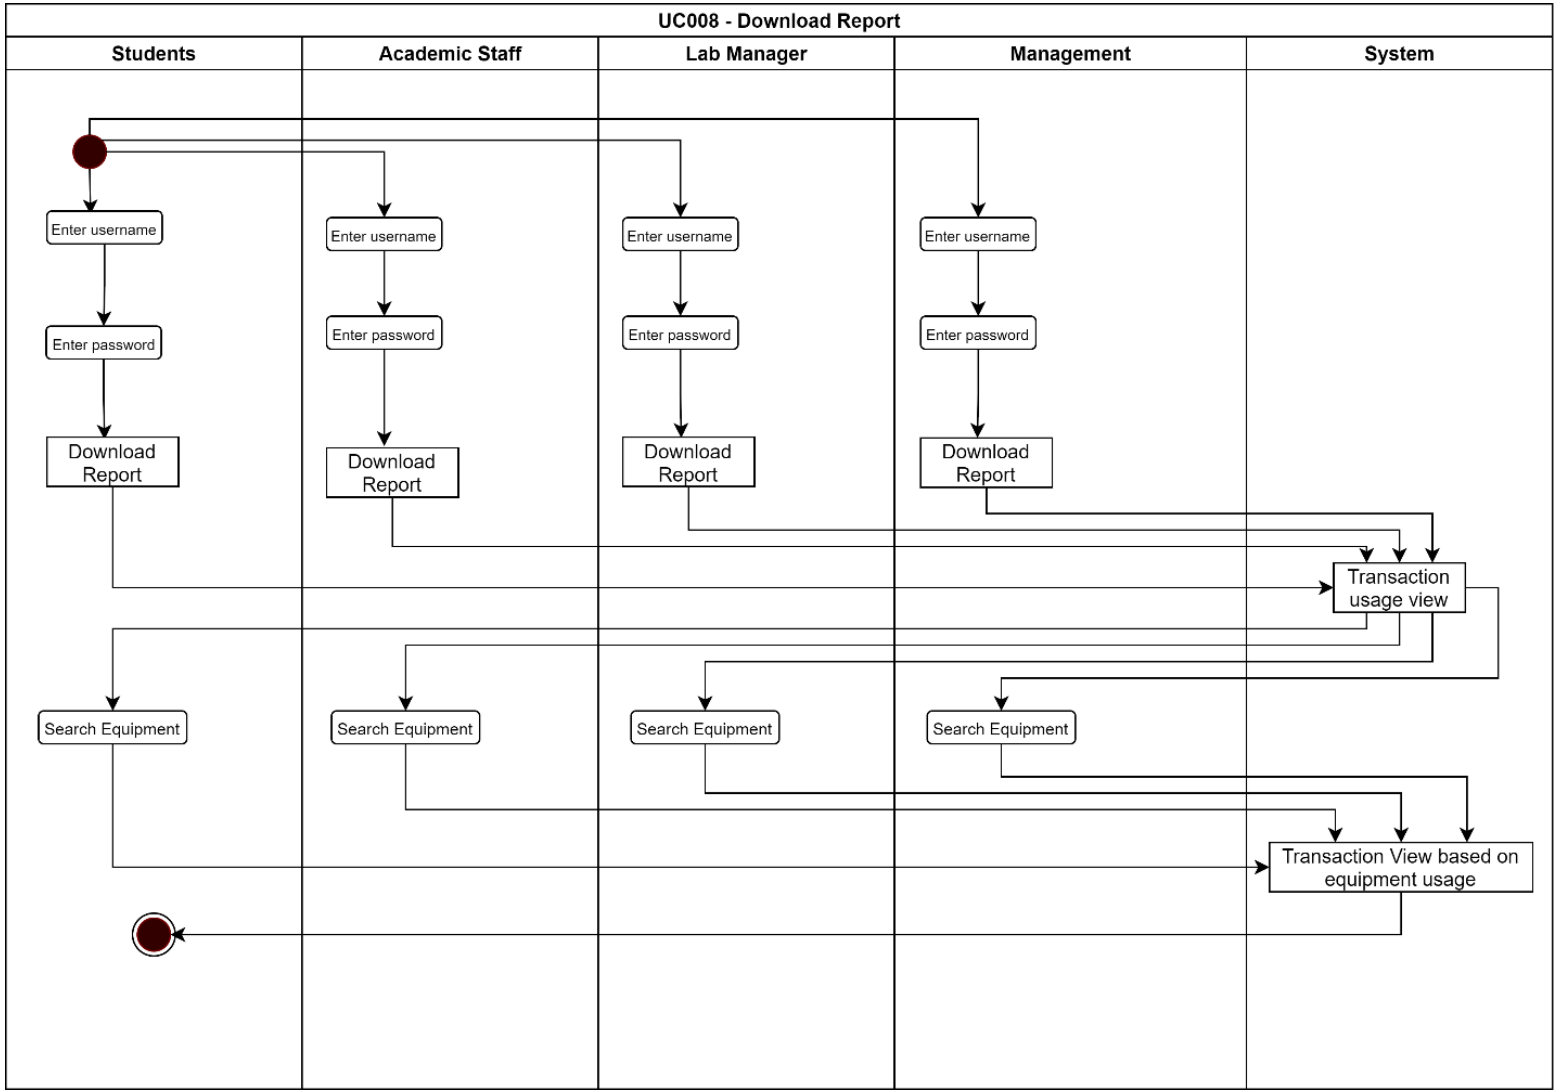 UC008 - Download Report
Students
Academic Staff
Lab Manager
Management
System
Enter username
Enter username
Enter username
Enter username
Enter password
Enter password
Enter password
Enter password
Download
Report
Download
Report
Download
Report
Download
Report
Transaction
usage view
Search Equipment
Search Equipment
Search Equipment
Search Equipment
Transaction View based on
equipment usage